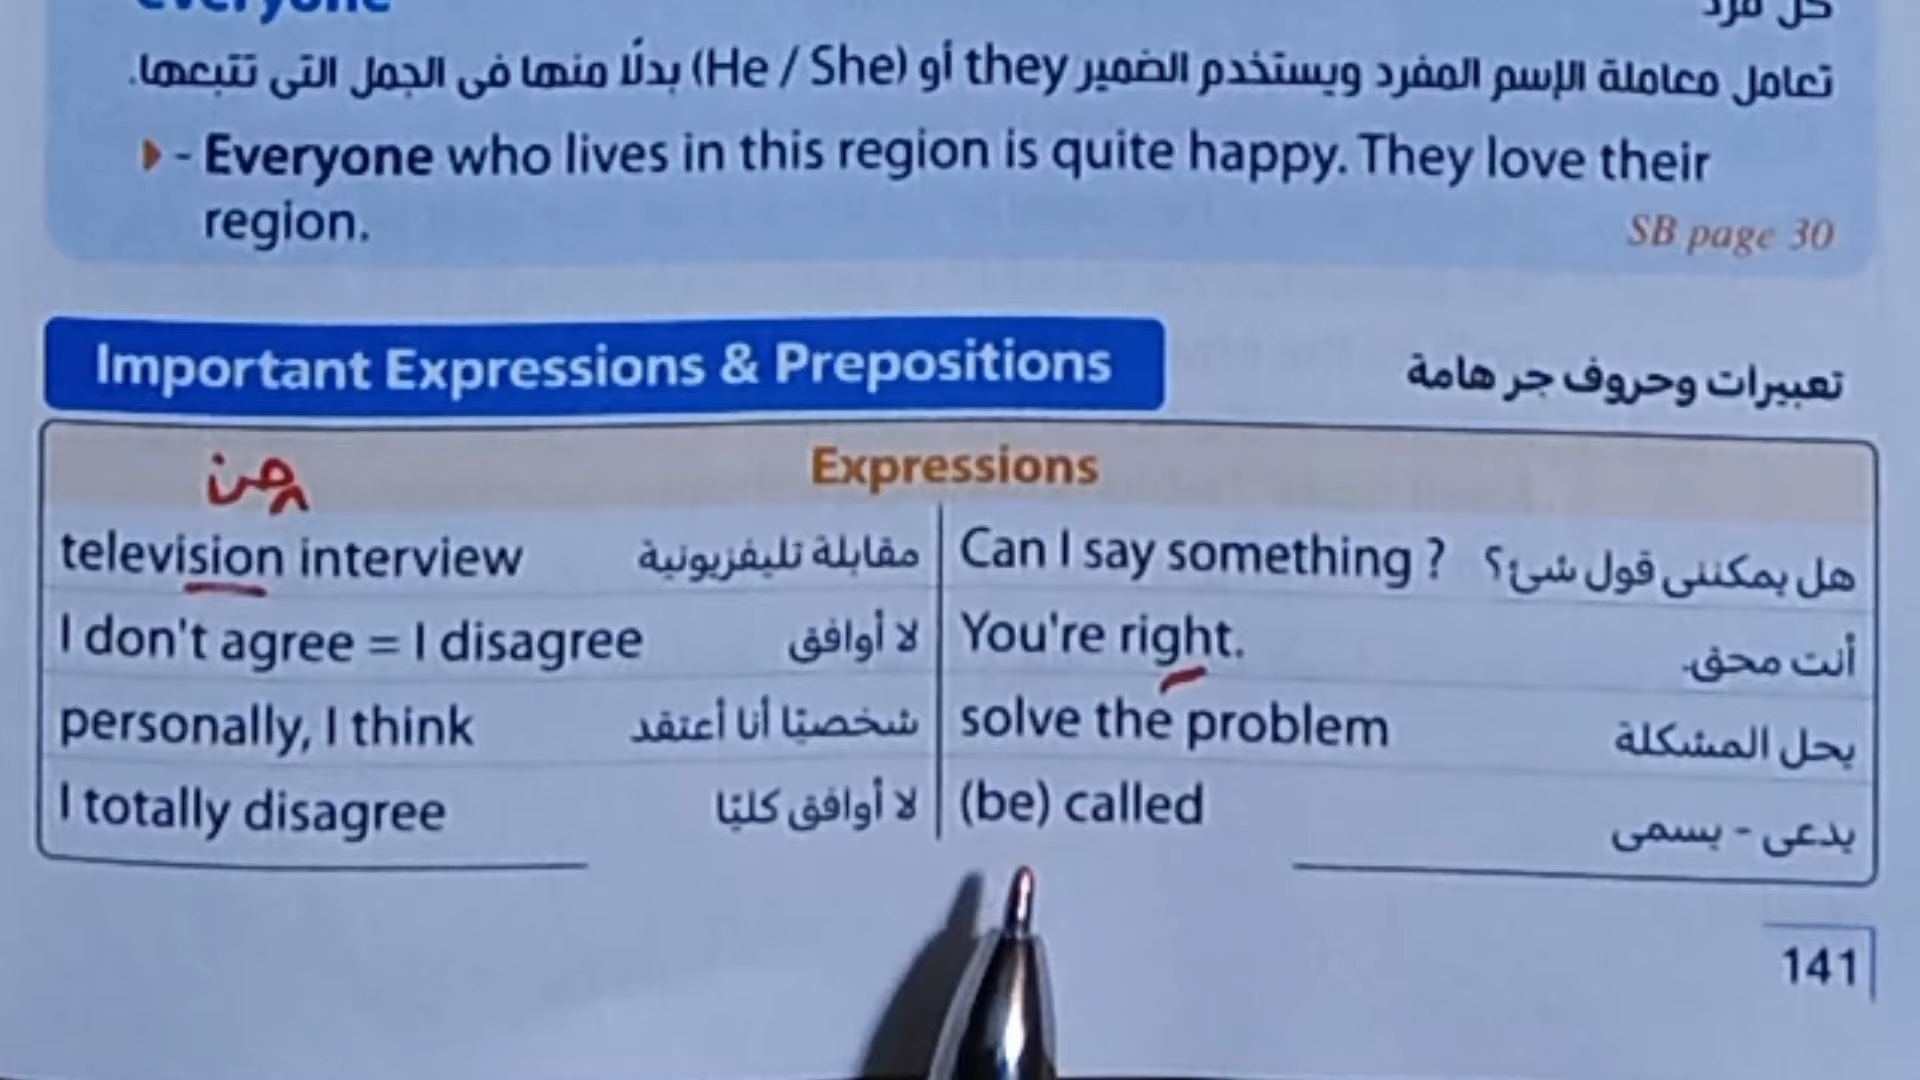 everyone كل فرد
تعامل معاملة الإسم المفرد ويستخدم الضمير they أو (He / She) بدلًا منها فى الجمل التى تتبعها.
- Everyone who lives in this region is quite happy. They love their
region.
SB page 30
Important Expressions & Prepositions تعبيرات وحروف جر هامة
Expressions
television interview مقابلة تليفزيونية Can I say something ? هل يمكننى قول شئ؟
I don't agree = I disagree لا أوافق You're right. أنت محق.
personally, I think شخصيًا أنا أعتقد solve the problem يحل المشكلة
I totally disagree لا أوافق كليًا (be) called يدعى - يسمى
141